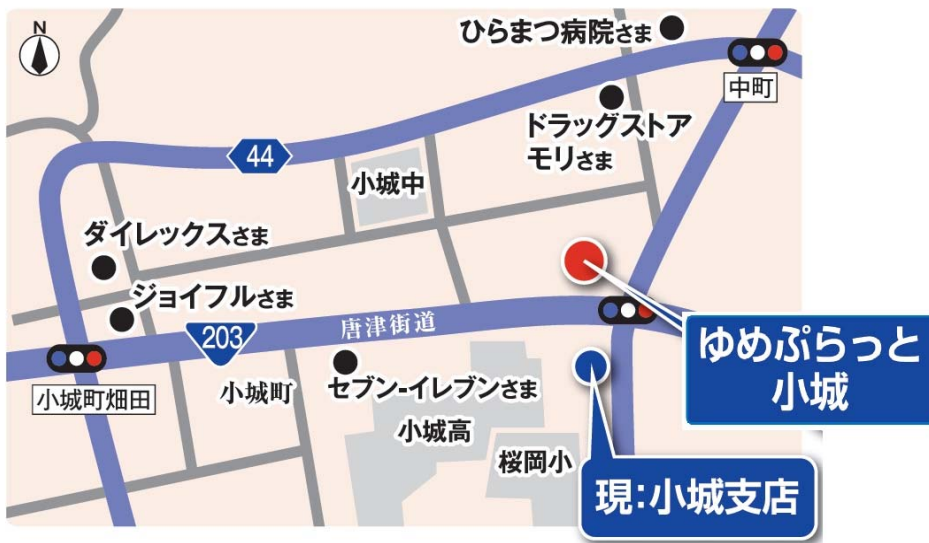 N
ひらまつ病院さま
中町
ドラッグストア
モリさま
44
小城中
ダイレックスさま
ジョイフルさま
203
唐津街道
ゆめぷらっと
小城
小城町畑田
小城町
セブン-イレブンさま
小城高
桜岡小
現:小城支店